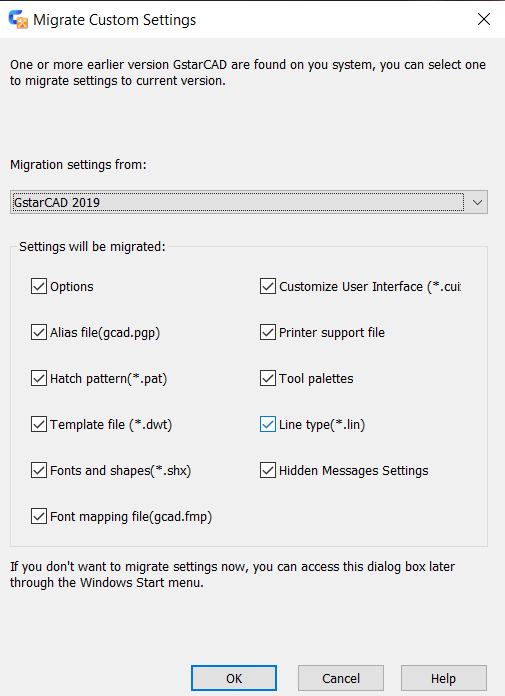 Migrate Custom Settings
One or more earlier version GstarCAD are found on you system, you can select one
to migrate settings to current version.
Migration settings from:
GstarCAD 2019
Settings will be migrated:
Options
Customize User Interface (*.cui
Alias file(gcad.pgp)
Printer support file
Hatch pattern(*.pat)
Tool palettes
Template file (*.dwt)
Line type(*.lin)
Fonts and shapes(*.shx)
Hidden Messages Settings
Font mapping file(gcad.fmp)
If you don't want to migrate settings now, you can access this dialog box later
through the Windows Start menu.
OK
Cancel
Help